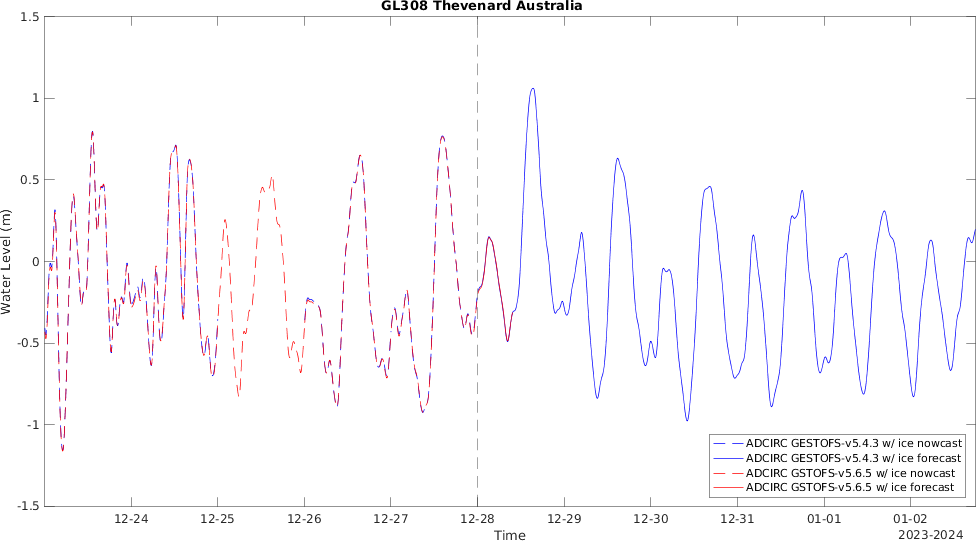 GL308 Thevenard Australia
1.5
1
0.5
0
-0.5
-1
-1.5
Water Level (m)
ADCIRC GESTOFS-v5.4.3 w/ ice nowcast
ADCIRC GESTOFS-v5.4.3 w/ ice forecast
ADCIRC GSTOFS-v5.6.5 w/ ice nowcast
ADCIRC GSTOFS-v5.6.5 w/ ice forecast
12-24 12-25 12-26 12-27 12-28 12-29 12-30 12-31 01-01 01-02
Time
2023-2024